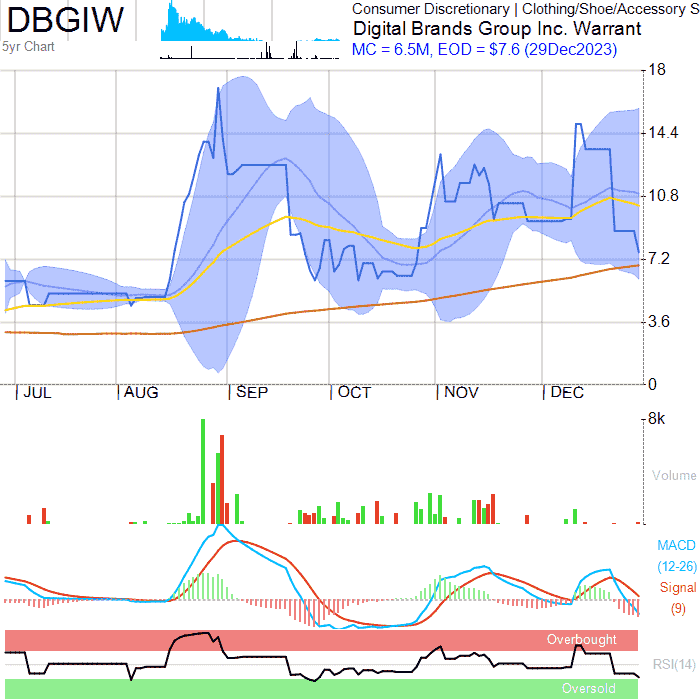 DBGIW
5yr Chart
Consumer Discretionary | Clothing/Shoe/Accessory S
Digital Brands Group Inc. Warrant
MC = 6.5M, EOD = $7.6 (29Dec2023)
18
14.4
10.8
7.2
3.6
0
|JUL |AUG |SEP |OCT |NOV |DEC
8k
Volume
MACD
(12-26)
Signal
(9)
Overbought
RSI(14)
Oversold